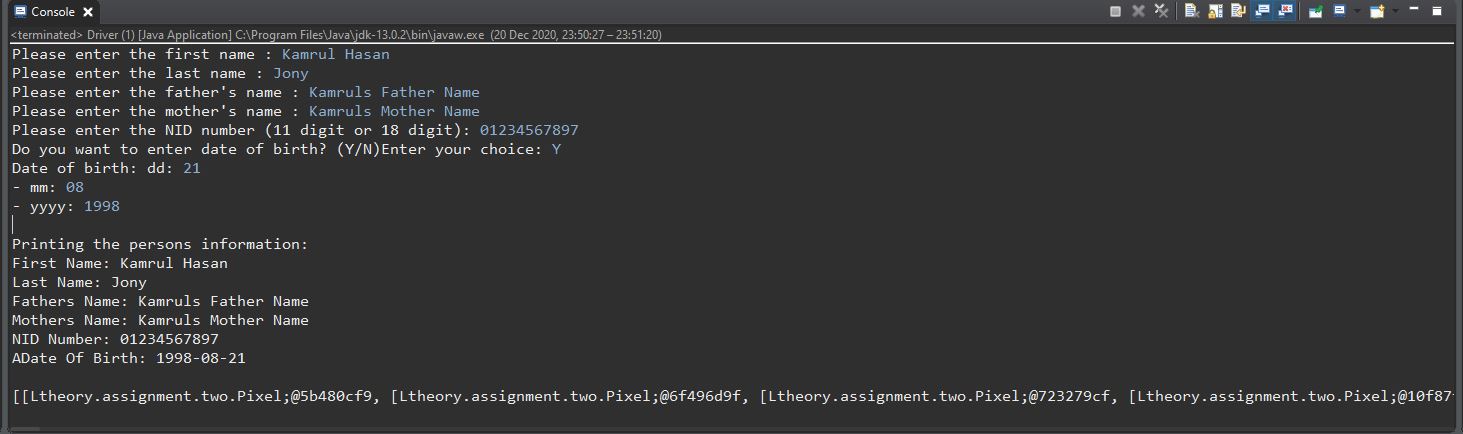 Console
<terminated> Driver (1) [Java Application] C:\Program Files\Java\jdk-13.0.2\bin\javaw.exe (20 Dec 2020, 23:50:27 – 23:51:20)
Please enter the first name : Kamrul Hasan
Please enter the last name : Jony
Please enter the father's name : Kamruls Father Name
Please enter the mother's name : Kamruls Mother Name
Please enter the NID number (11 digit or 18 digit): 01234567897
Do you want to enter date of birth? (Y/N)Enter your choice: Y
Date of birth: dd: 21
- mm: 08
- yyyy: 1998
Printing the persons information:
First Name: Kamrul Hasan
Last Name: Jony
Fathers Name: Kamruls Father Name
Mothers Name: Kamruls Mother Name
NID Number: 01234567897
ADate Of Birth: 1998-08-21
[[Ltheory.assignment.two.Pixel;@5b480cf9, [Ltheory.assignment.two.Pixel;@6f496d9f, [Ltheory.assignment.two.Pixel;@723279cf, [Ltheory.assignment.two.Pixel;@10f87